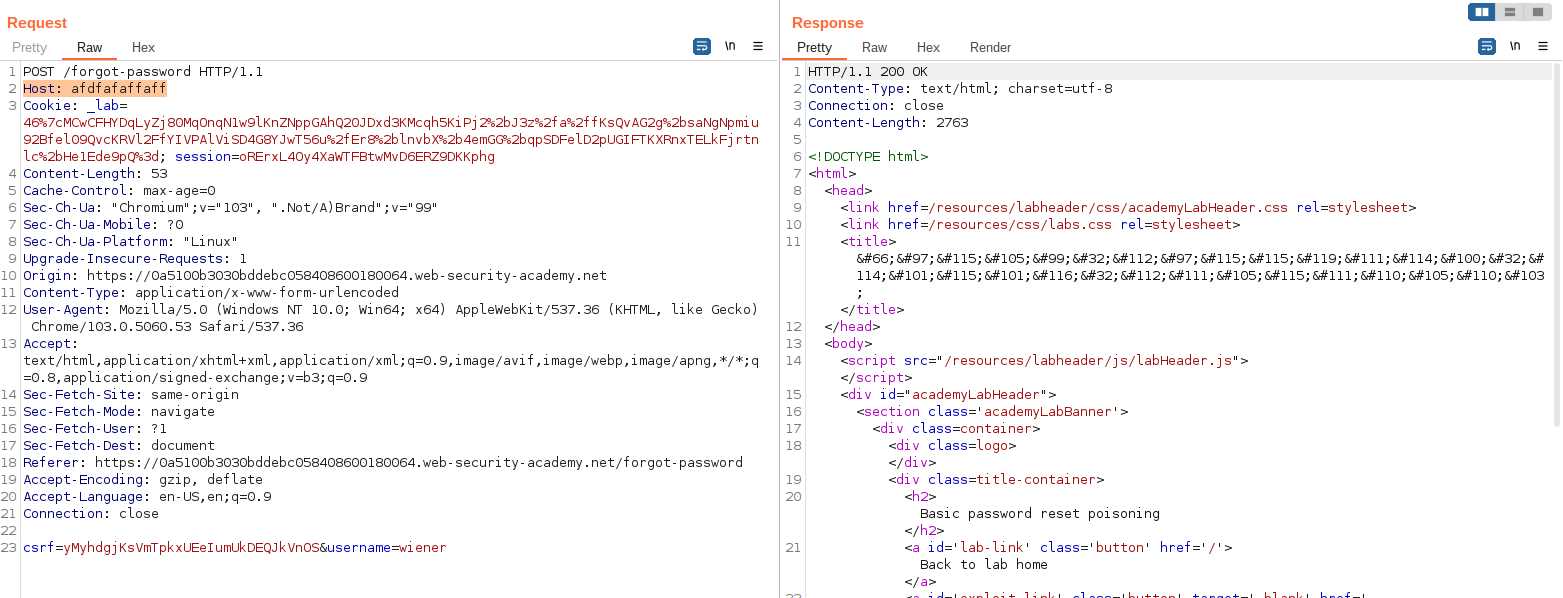 Request
Pretty Raw Hex \n
1 POST /forgot-password HTTP/1.1
2 Host: afdfafaffaff
3 Cookie: _lab=
46%7cMCwCFHYDqLyZj80MqOnqN1w9lKnZNppGAhQ20JDxd3KMcqh5KiPj2%2bJ3z%2fa%2ffKsQvAG2g%2bsaNgNpmiu
92Bfel09QvcKRVl2FfYIVPAlViSD4G8YJwT56u%2fEr8%2blnvbX%2b4emGG%2bqpSDFelD2pUGIFTKXRnxTELkFjrtn
lc%2bHe1Ede9pQ%3d; session=oRErxL4Oy4XaWTFBtwMvD6ERZ9DKKphg
4 Content-Length: 53
5 Cache-Control: max-age=0
6 Sec-Ch-Ua: "Chromium";v="103", ".Not/A)Brand";v="99"
7 Sec-Ch-Ua-Mobile: ?0
8 Sec-Ch-Ua-Platform: "Linux"
9 Upgrade-Insecure-Requests: 1
10 Origin: https://0a5100b3030bddebc058408600180064.web-security-academy.net
11 Content-Type: application/x-www-form-urlencoded
12 User-Agent: Mozilla/5.0 (Windows NT 10.0; Win64; x64) AppleWebKit/537.36 (KHTML, like Gecko)
Chrome/103.0.5060.53 Safari/537.36
13 Accept:
text/html,application/xhtml+xml,application/xml;q=0.9,image/avif,image/webp,image/apng,*/*;q
=0.8,application/signed-exchange;v=b3;q=0.9
14 Sec-Fetch-Site: same-origin
15 Sec-Fetch-Mode: navigate
16 Sec-Fetch-User: ?1
17 Sec-Fetch-Dest: document
18 Referer: https://0a5100b3030bddebc058408600180064.web-security-academy.net/forgot-password
19 Accept-Encoding: gzip, deflate
20 Accept-Language: en-US,en;q=0.9
21 Connection: close
22
23 csrf=yMyhdgjKsVmTpkxUEeIumUkDEQJkVnOS&username=wiener
Response
Pretty Raw Hex Render \n
1 HTTP/1.1 200 OK
2 Content-Type: text/html; charset=utf-8
3 Connection: close
4 Content-Length: 2763
5
6 <!DOCTYPE html>
7 <html>
8 <head>
9 <link href=/resources/labheader/css/academyLabHeader.css rel=stylesheet>
10 <link href=/resources/css/labs.css rel=stylesheet>
11 <title>
&#66;&#97;&#115;&#105;&#99;&#32;&#112;&#97;&#115;&#115;&#119;&#111;&#114;&#100;&#32;&#
114;&#101;&#115;&#101;&#116;&#32;&#112;&#111;&#105;&#115;&#111;&#110;&#105;&#110;&#103
;
</title>
12 </head>
13 <body>
14 <script src="/resources/labheader/js/labHeader.js">
</script>
15 <div id="academyLabHeader">
16 <section class='academyLabBanner'>
17 <div class=container>
18 <div class=logo>
</div>
19 <div class=title-container>
20 <h2>
Basic password reset poisoning
</h2>
21 <a id='lab-link' class='button' href='/'>
Back to lab home
</a>